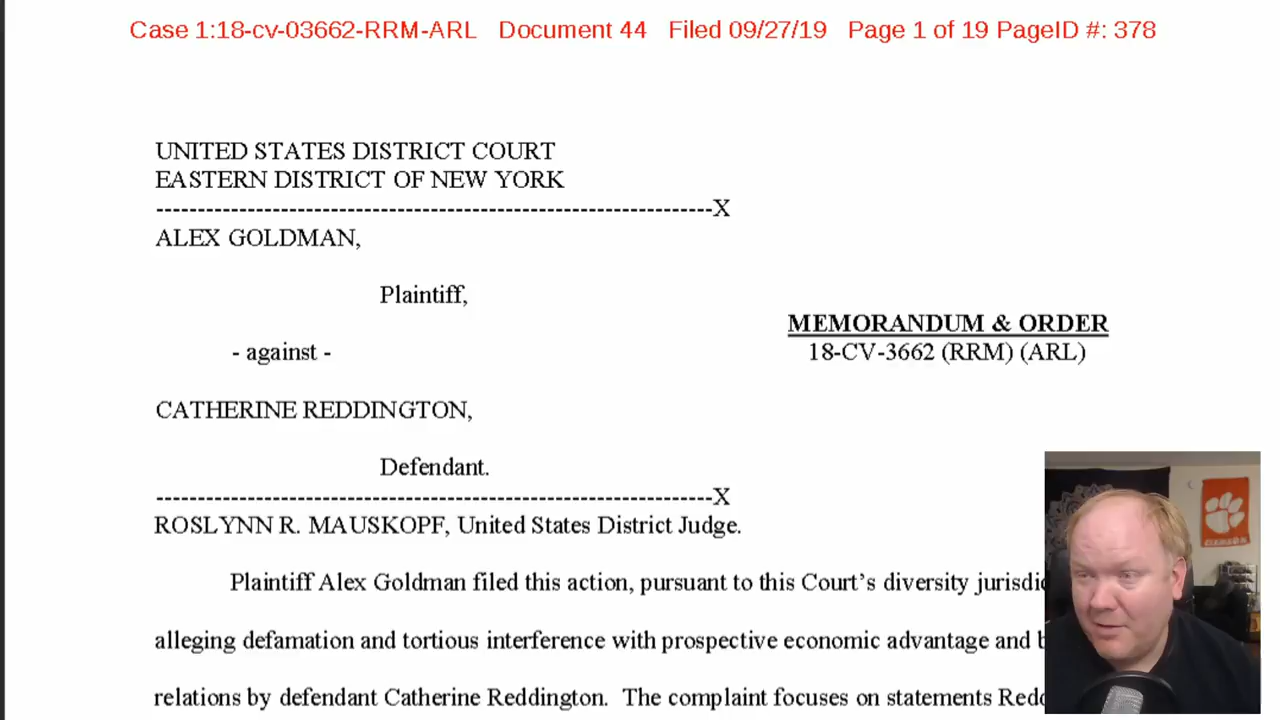 Case 1:18-cv-03662-RRM-ARL Document 44 Filed 09/27/19 Page 1 of 19 PageID #: 378
UNITED STATES DISTRICT COURT
EASTERN DISTRICT OF NEW YORK
-------------------------------------------------------------------X
ALEX GOLDMAN,
Plaintiff,
MEMORANDUM & ORDER
- against -
18-CV-3662 (RRM) (ARL)
CATHERINE REDDINGTON,
Defendant.
-------------------------------------------------------------------X
ROSLYNN R. MAUSKOPF, United States District Judge.
Plaintiff Alex Goldman filed this action, pursuant to this Court's diversity
alleging defamation and tortious interference with prospective economic advantage and
relations by defendant Catherine Reddington. The complaint focuses on statements
CLEMSON